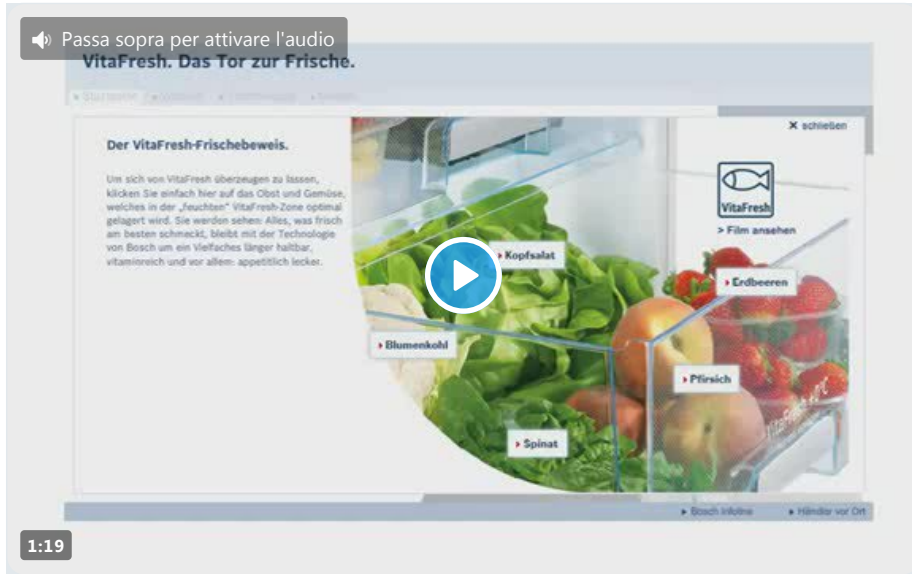 Passa sopra per attivare l'audio
VitaFresh. Das Tor zur Frische.
✕ schließen
Der VitaFresh-Frischebeweis.
Um sich von VitaFresh überzeugen zu lassen,
klicken Sie einfach hier auf das Obst und Gemüse,
welches in der „feuchten“ VitaFresh-Zone optimal
gelagert wird. Sie werden sehen: Alles, was frisch
am besten schmeckt, bleibt mit der Technologie
von Bosch um ein Vielfaches länger haltbar,
vitaminreich und vor allem: appetitlich lecker.
VitaFresh
> Film ansehen
Kopfsalat
Erdbeeren
Blumenkohl
Pfirsich
VitaFresh
Spinat
Bosch Infoline
Händler vor Ort
1:19